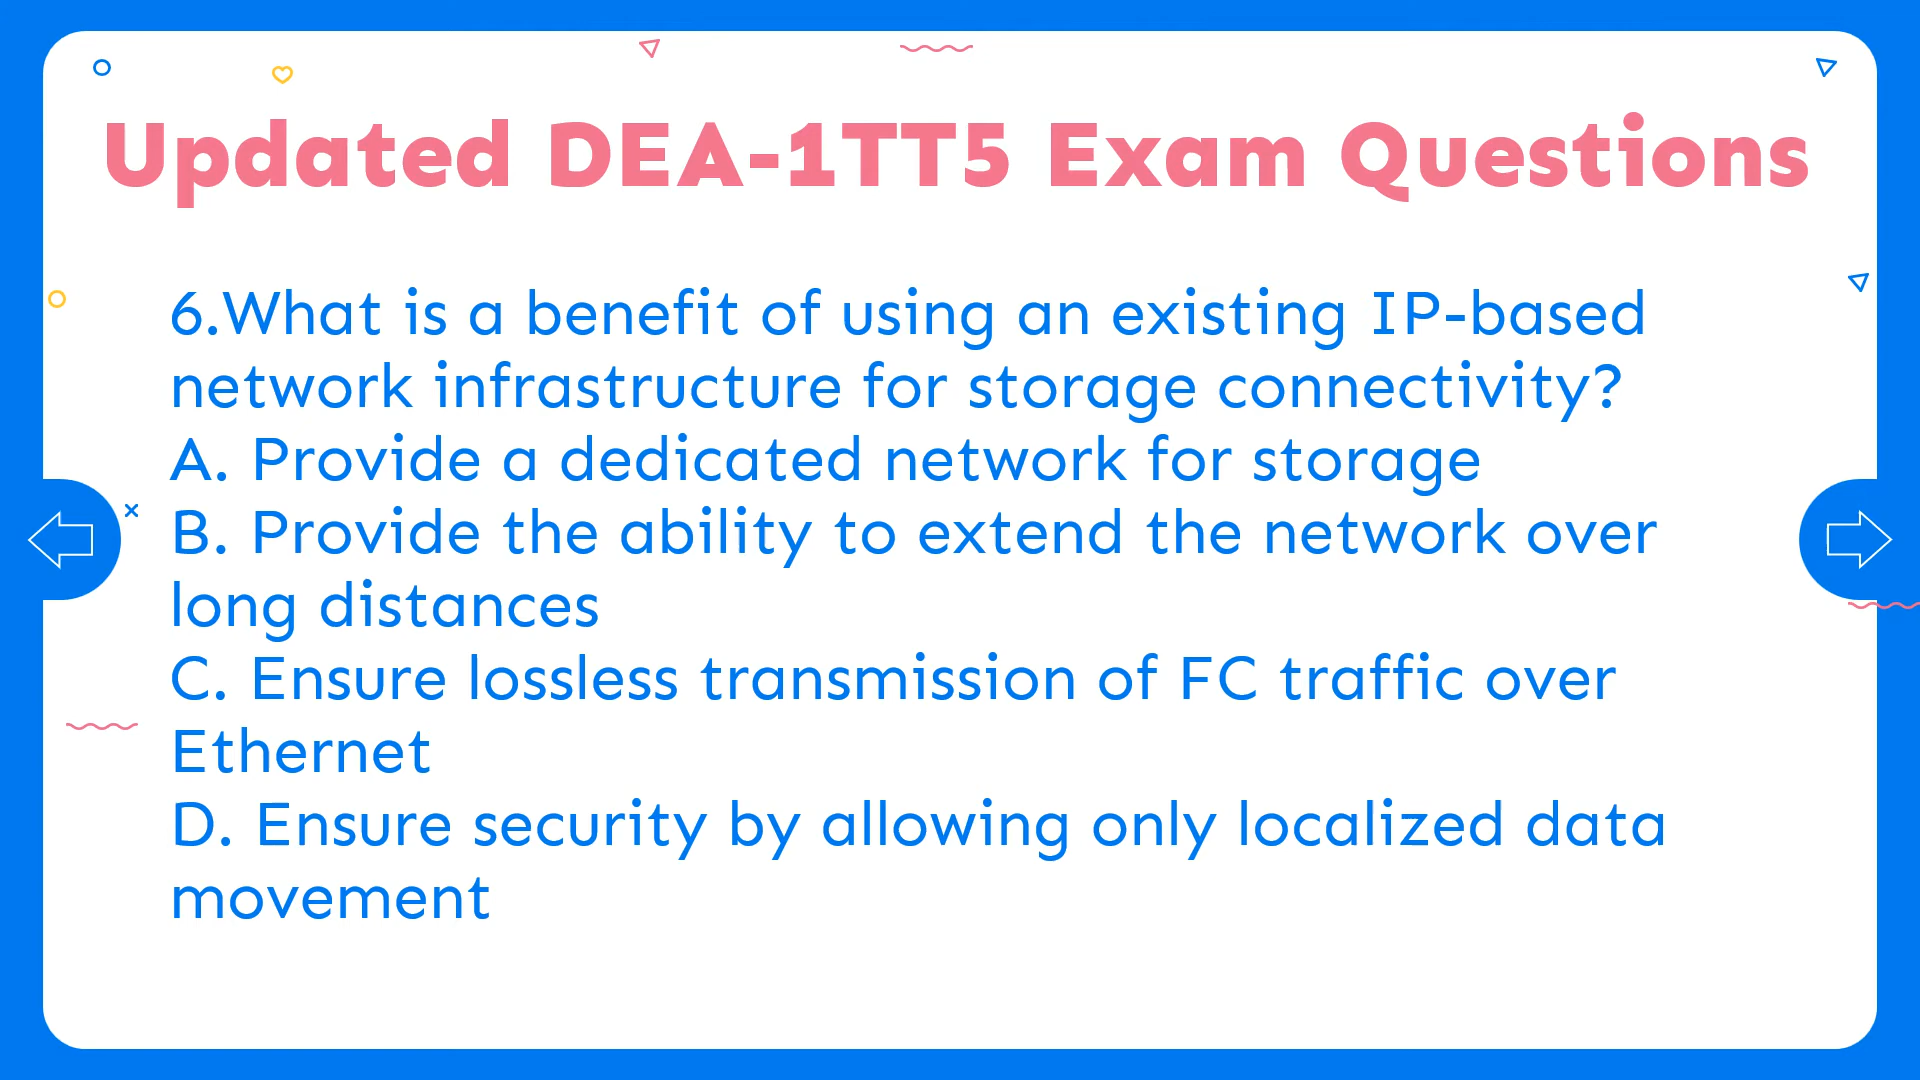 Updated DEA-1TT5 Exam Questions
6.What is a benefit of using an existing IP-based
network infrastructure for storage connectivity?
A. Provide a dedicated network for storage
B. Provide the ability to extend the network over
long distances
C. Ensure lossless transmission of FC traffic over
Ethernet
D. Ensure security by allowing only localized data
movement